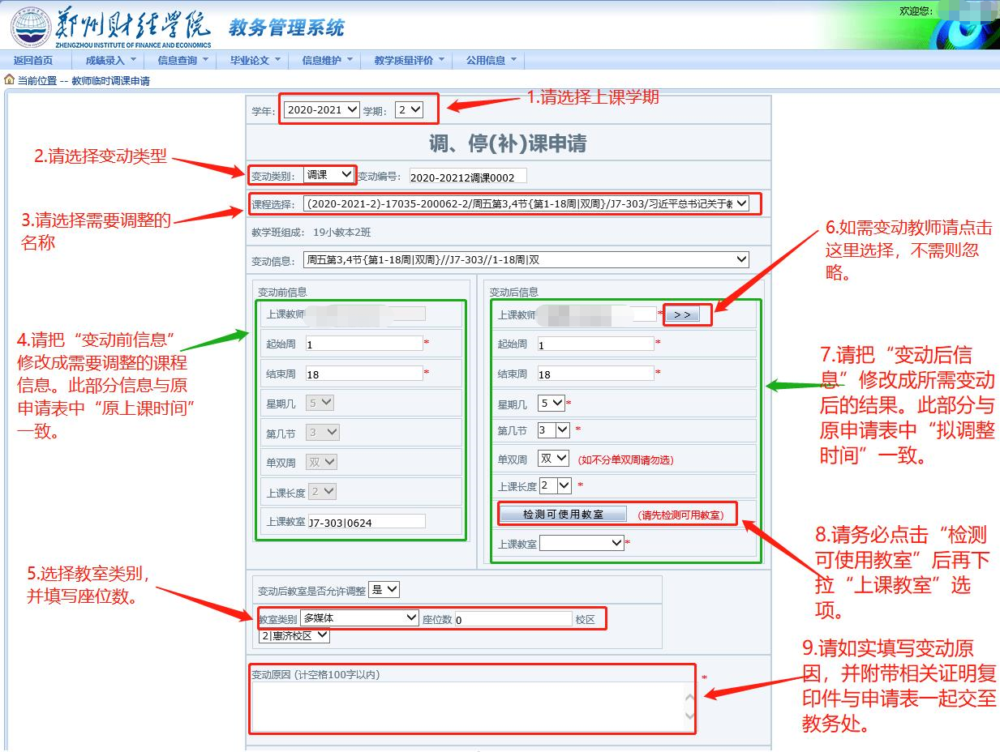 郑州财经学院
ZHENGZHOU INSTITUTE OF FINANCE AND ECONOMICS
教务管理系统
欢迎您:
返回首页 成绩录入 信息查询 毕业论文 信息维护 教学质量评价 公用信息
当前位置 -- 教师临时调课申请
学年: 2020-2021 学期: 2
1.请选择上课学期
调、停(补)课申请
2.请选择变动类型
变动类别: 调课 变动编号: 2020-20212调课0002
3.请选择需要调整的
名称
课程选择: (2020-2021-2)-17035-200062-2/周五第3,4节{第1-18周|双周}/J7-303/习近平总书记关于教
教学班组成: 19小教本2班
变动信息: 周五第3,4节{第1-18周|双周}//J7-303//1-18周|双
6.如需变动教师请点击
这里选择，不需则忽
略。
变动前信息
上课教师
起始周 1 *
结束周 18 *
星期几 5
第几节 3
单双周 双
上课长度 2
上课教室 J7-303|0624
4.请把“变动前信息”
修改成需要调整的课程
信息。此部分信息与原
申请表中“原上课时间”
一致。
变动后信息
上课教师 * >>
起始周 1 *
结束周 18 *
星期几 5 *
第几节 3 *
单双周 双 (如不分单双周请勿选)
上课长度 2 *
检测可使用教室 (请先检测可用教室)
上课教室 *
7.请把“变动后信
息”修改成所需变动
后的结果。此部分与
原申请表中“拟调整
时间”一致。
8.请务必点击“检测
可使用教室”后再下
拉“上课教室”选
项。
5.选择教室类别，
并填写座位数。
变动后教室是否允许调整 是
教室类别 多媒体 座位数 0 校区
2|惠济校区
变动原因 (计空格100字以内)
*
9.请如实填写变动原
因，并附带相关证明复
印件与申请表一起交至
教务处。